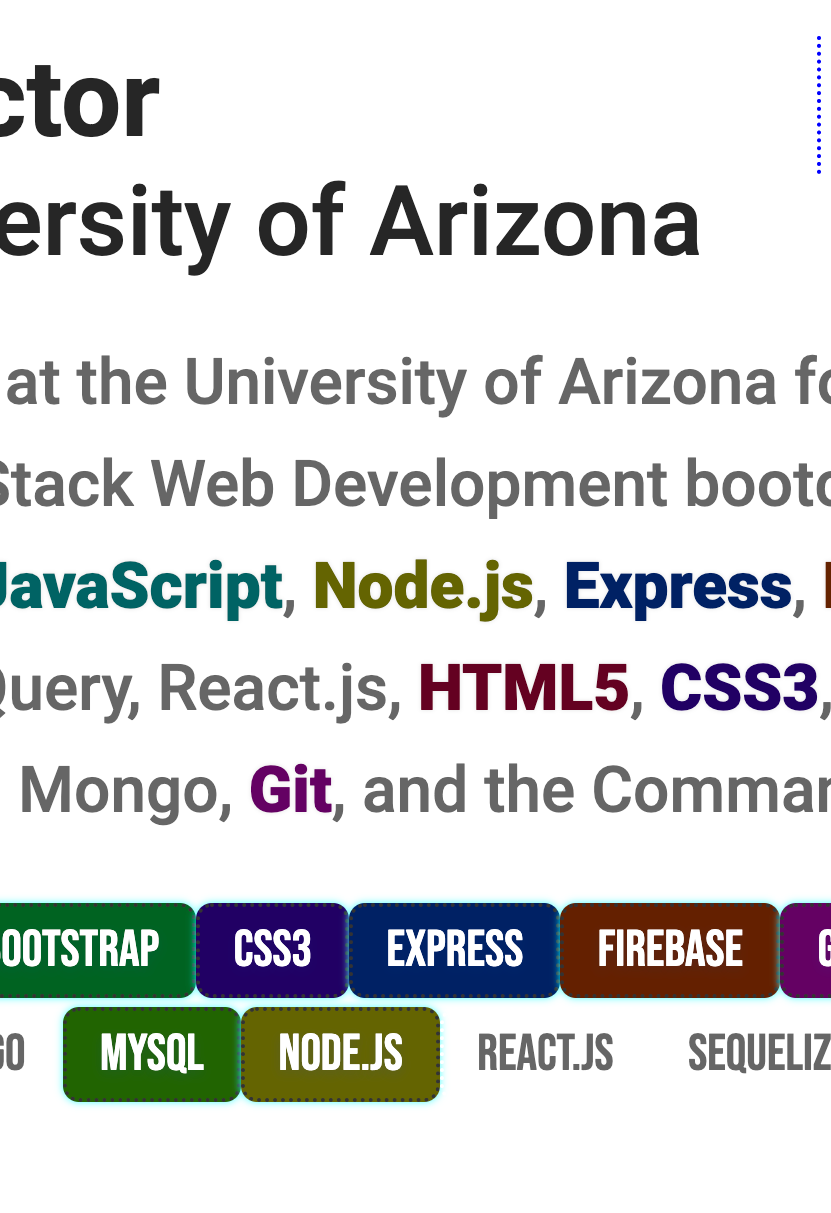 ctor
ersity of Arizona
at the University of Arizona fo
Stack Web Development bootc
JavaScript, Node.js, Express,
Query, React.js, HTML5, CSS3,
Mongo, Git, and the Comman
OOTSTRAP CSS3 EXPRESS FIREBASE G
GO MYSQL NODE.JS REACT.JS SEQUELIZ